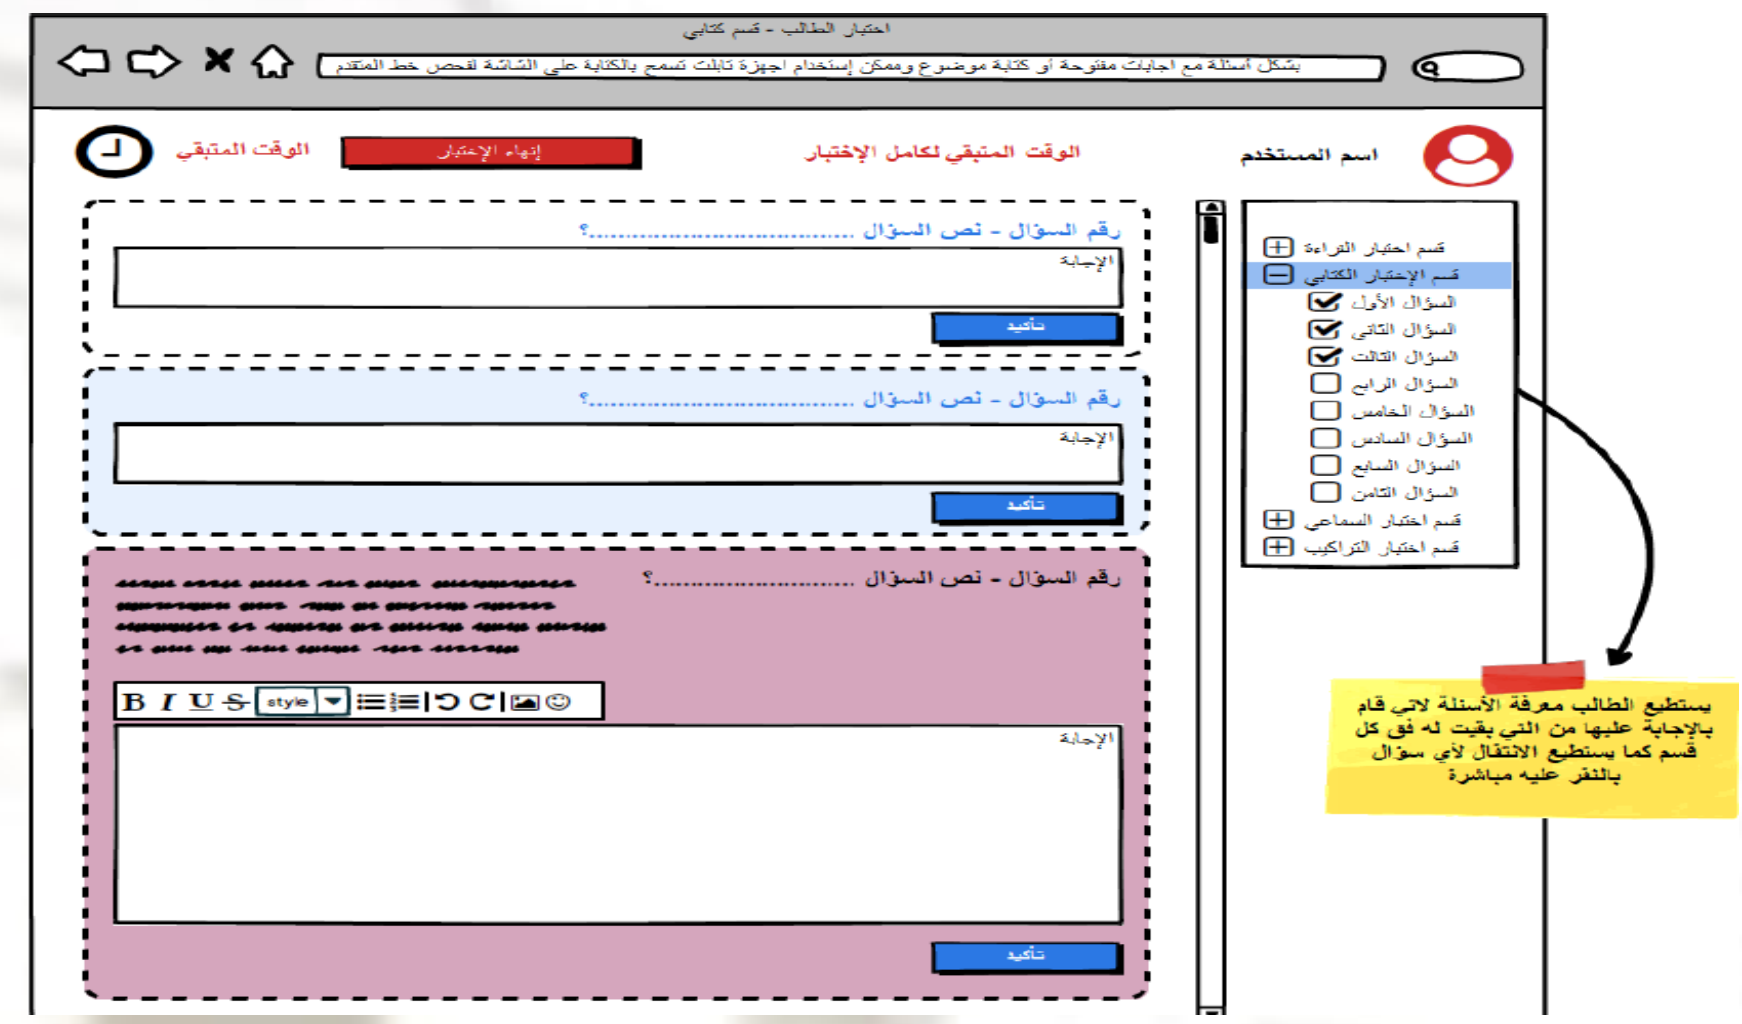 اختبار الطالب - قسم كتابي
بشكل أسئلة مع اجابات مفتوحة أو كتابة موضوع وممكن إستخدام اجهزة تابلت تسمح بالكتابة على الشاشة لفحص خط المتقدم
اسم المستخدم
الوقت المتبقي لكامل الإختبار
إنهاء الإختبار
الوقت المتبقي
قسم اختبار القراءة
قسم الإختبار الكتابي
السؤال الأول
السؤال الثاني
السؤال الثالث
السؤال الرابع
السؤال الخامس
السؤال السادس
السؤال السابع
السؤال الثامن
قسم اختبار السماعي
قسم اختبار التراكيب
رقم السؤال - نص السؤال ......................................؟
الإجابة
تأكيد
رقم السؤال - نص السؤال ......................................؟
الإجابة
تأكيد
رقم السؤال - نص السؤال .............................؟
B I U S style
الإجابة
تأكيد
يستطيع الطالب معرفة الأسئلة لاتي قام
بالإجابة عليها من التي بقيت له فق كل
قسم كما يستطيع الانتقال لأي سؤال
بالنقر عليه مباشرة